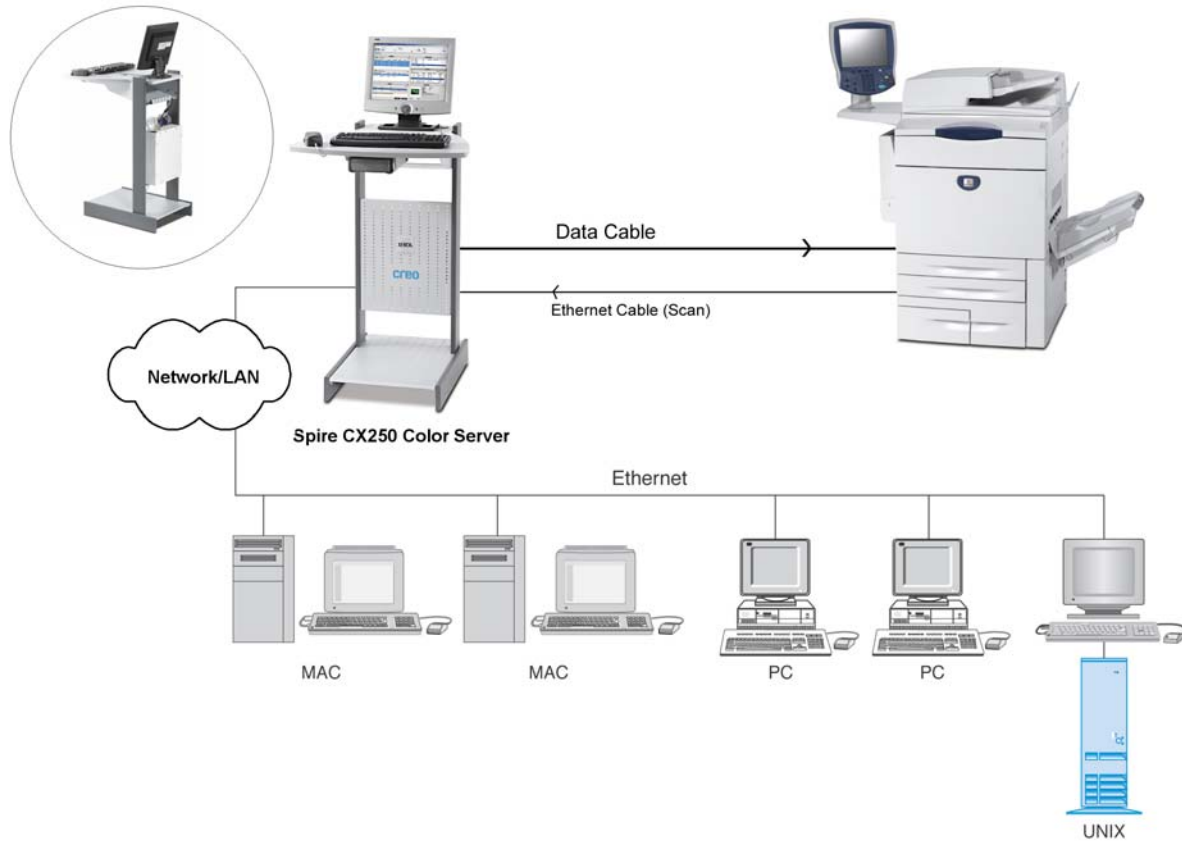 Data Cable
creo
Ethernet Cable (Scan)
Network/LAN
Spire CX250 Color Server
Ethernet
MAC
MAC
PC
PC
UNIX